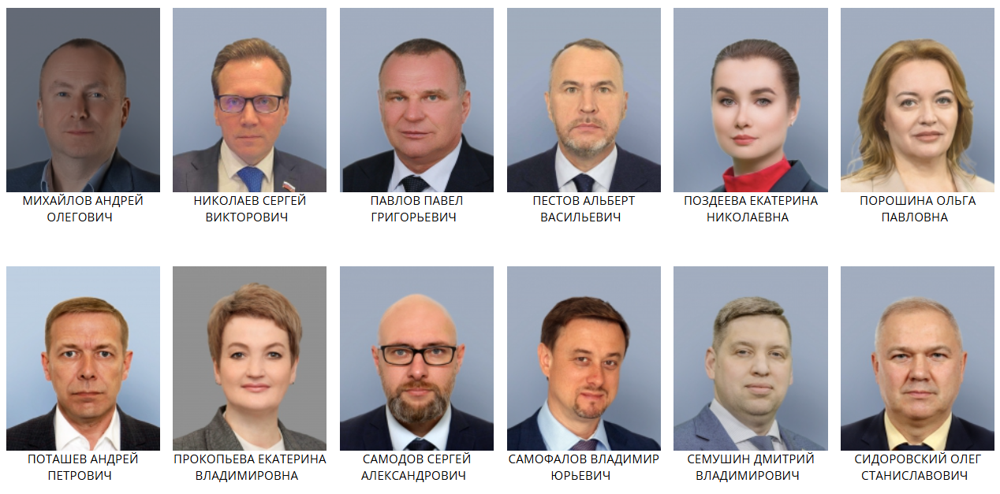 МИХАЙЛОВ АНДРЕЙ
ОЛЕГОВИЧ
НИКОЛАЕВ СЕРГЕЙ
ВИКТОРОВИЧ
ПАВЛОВ ПАВЕЛ
ГРИГОРЬЕВИЧ
ПЕСТОВ АЛЬБЕРТ
ВАСИЛЬЕВИЧ
ПОЗДЕЕВА ЕКАТЕРИНА
НИКОЛАЕВНА
ПОРОШИНА ОЛЬГА
ПАВЛОВНА
ПОТАШЕВ АНДРЕЙ
ПЕТРОВИЧ
ПРОКОПЬЕВА ЕКАТЕРИНА
ВЛАДИМИРОВНА
САМОДОВ СЕРГЕЙ
АЛЕКСАНДРОВИЧ
САМОФАЛОВ ВЛАДИМИР
ЮРЬЕВИЧ
СЕМУШИН ДМИТРИЙ
ВЛАДИМИРОВИЧ
СИДОРОВСКИЙ ОЛЕГ
СТАНИСЛАВОВИЧ